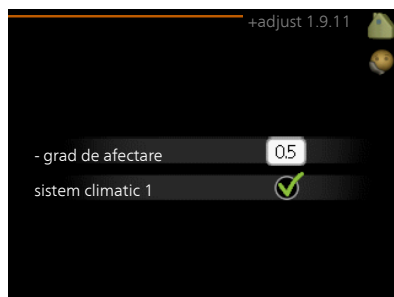 +adjust 1.9.11
- grad de afectare 0.5
sistem climatic 1